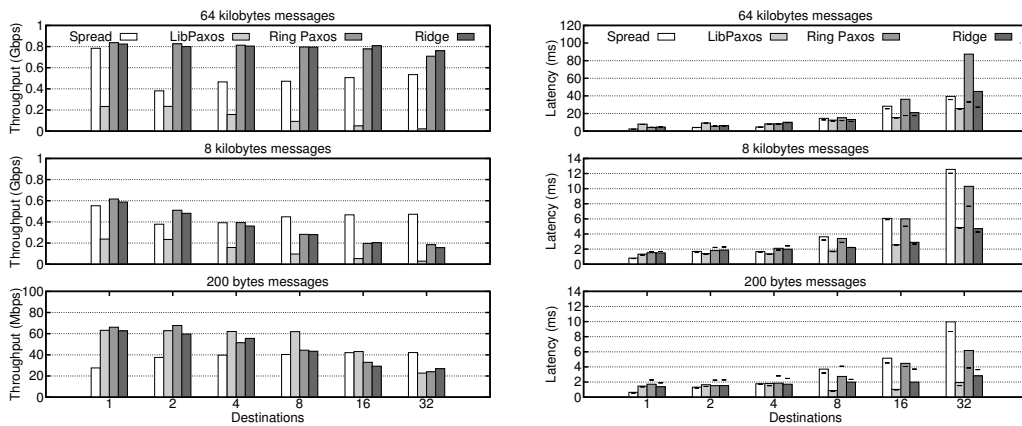 64 kilobytes messages
Throughput (Gbps)
1
0.8
0.6
0.4
0.2
0
Spread LibPaxos Ring Paxos Ridge
8 kilobytes messages
Throughput (Gbps)
1
0.8
0.6
0.4
0.2
0
200 bytes messages
Throughput (Mbps)
100
80
60
40
20
0
1 2 4 8 16 32
Destinations
64 kilobytes messages
Latency (ms)
120
100
80
60
40
20
0
Spread LibPaxos Ring Paxos Ridge
8 kilobytes messages
Latency (ms)
14
12
10
8
6
4
2
0
200 bytes messages
Latency (ms)
14
12
10
8
6
4
2
0
1 2 4 8 16 32
Destinations